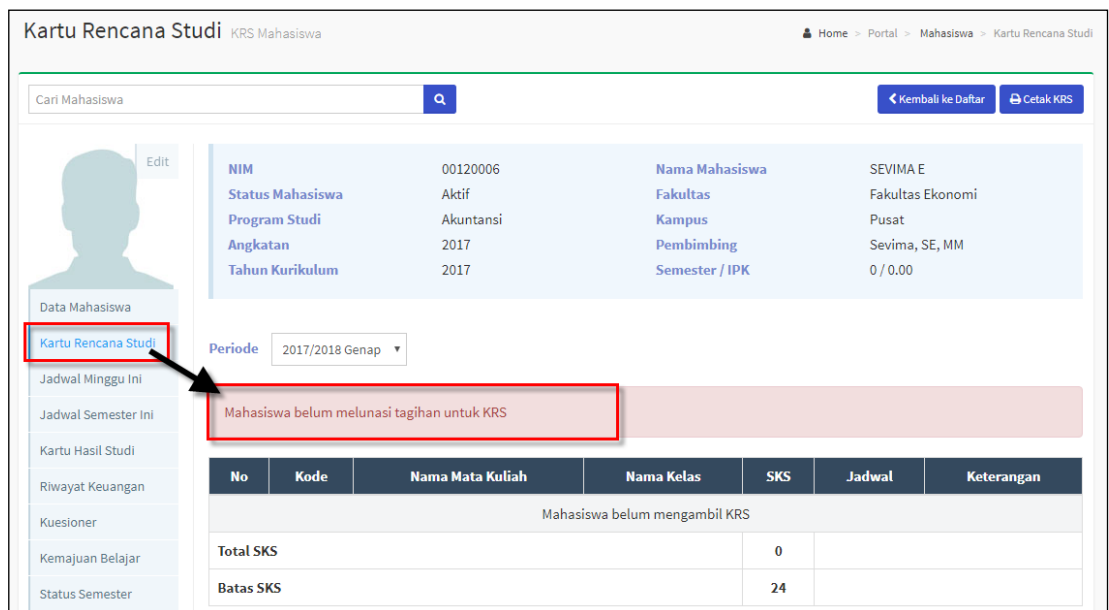 Kartu Rencana Studi KRS Mahasiswa
Home > Portal > Mahasiswa > Kartu Rencana Studi
Cari Mahasiswa
Kembali ke Daftar
Cetak KRS
Edit
NIM 00120006 Nama Mahasiswa SEVIMA E
Status Mahasiswa Aktif Fakultas Fakultas Ekonomi
Program Studi Akuntansi Kampus Pusat
Angkatan 2017 Pembimbing Sevima, SE, MM
Tahun Kurikulum 2017 Semester / IPK 0 / 0.00
Data Mahasiswa
Kartu Rencana Studi
Jadwal Minggu Ini
Jadwal Semester Ini
Kartu Hasil Studi
Riwayat Keuangan
Kuesioner
Kemajuan Belajar
Status Semester
Periode 2017/2018 Genap
Mahasiswa belum melunasi tagihan untuk KRS
No Kode Nama Mata Kuliah Nama Kelas SKS Jadwal Keterangan
Mahasiswa belum mengambil KRS
Total SKS 0
Batas SKS 24